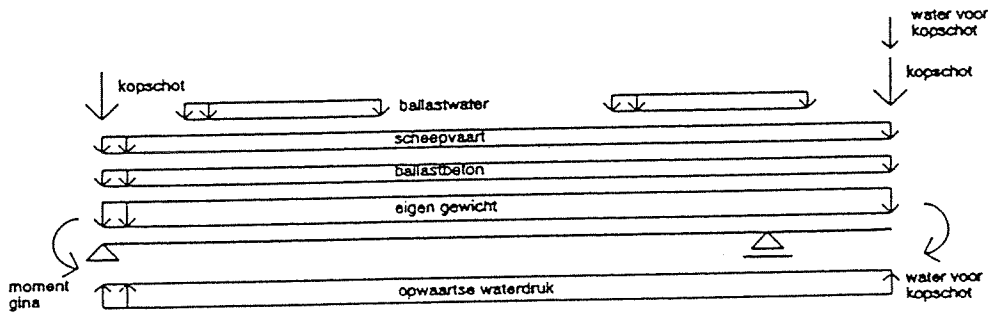 water voor
kopschot
kopschot
kopschot
ballastwater
scheepvaart
ballastbeton
eigen gewicht
moment
gina
opwaartse waterdruk
water voor
kopschot